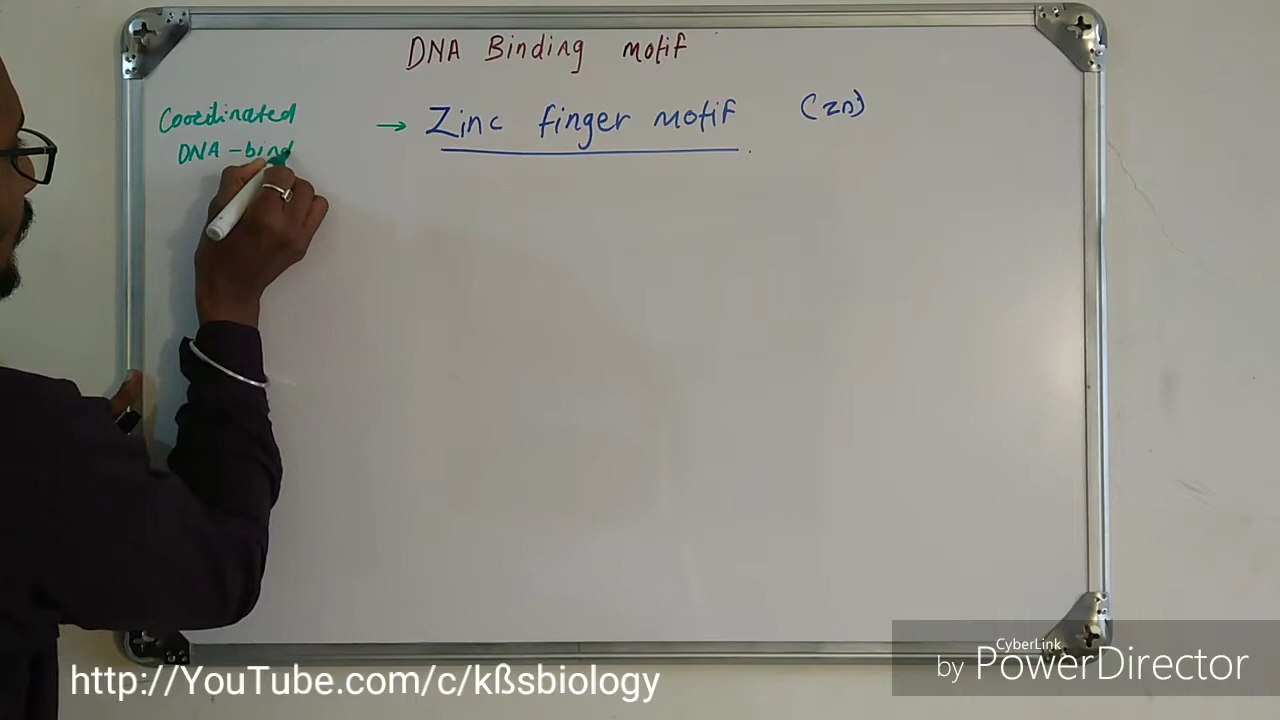 DNA Binding motif
Coordinated
→ Zinc finger motif (Zn)
DNA-bind
http://YouTube.com/c/kßsbiology
CyberLink
by PowerDirector